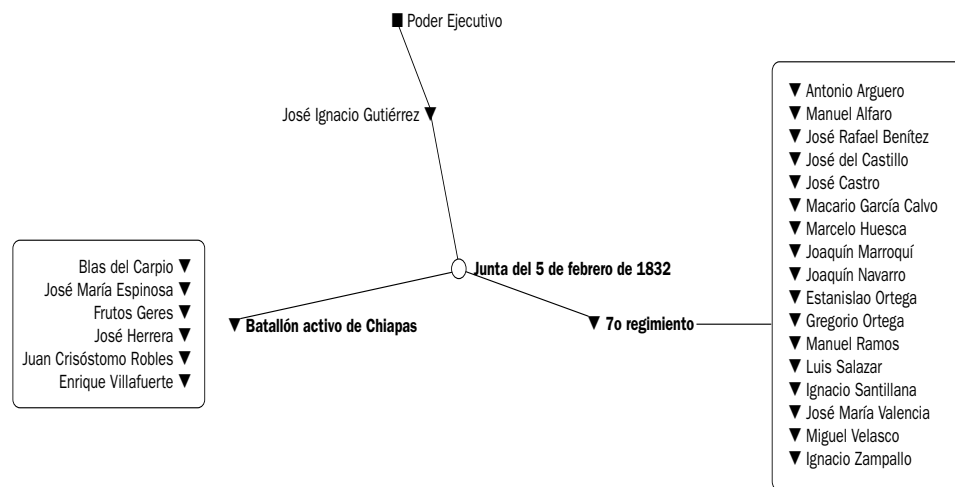 Poder Ejecutivo
José Ignacio Gutiérrez
Junta del 5 de febrero de 1832
Batallón activo de Chiapas
7o regimiento
Blas del Carpio
José María Espinosa
Frutos Geres
José Herrera
Juan Crisóstomo Robles
Enrique Villafuerte
Antonio Arguero
Manuel Alfaro
José Rafael Benítez
José del Castillo
José Castro
Macario García Calvo
Marcelo Huesca
Joaquín Marroquí
Joaquín Navarro
Estanislao Ortega
Gregorio Ortega
Manuel Ramos
Luis Salazar
Ignacio Santillana
José María Valencia
Miguel Velasco
Ignacio Zampallo